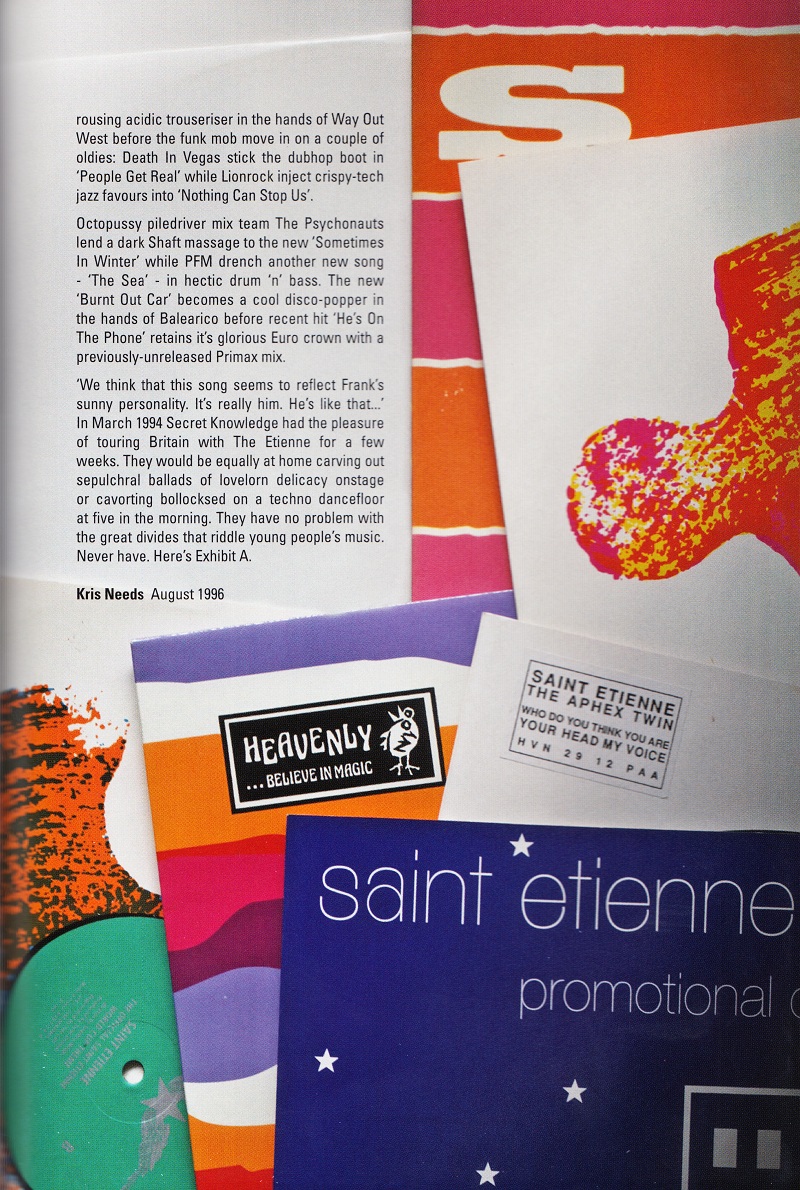 rousing acidic trouseriser in the hands of Way Out
West before the funk mob move in on a couple of
oldies: Death In Vegas stick the dubhop boot in
‘People Get Real’ while Lionrock inject crispy-tech
jazz favours into ‘Nothing Can Stop Us’.
Octopussy piledriver mix team The Psychonauts
lend a dark Shaft massage to the new ‘Sometimes
In Winter’ while PFM drench another new song
- ‘The Sea’ - in hectic drum ‘n’ bass. The new
‘Burnt Out Car’ becomes a cool disco-popper in
the hands of Balearico before recent hit ‘He’s On
The Phone’ retains it’s glorious Euro crown with a
previously-unreleased Primax mix.
‘We think that this song seems to reflect Frank’s
sunny personality. It’s really him. He’s like that...’
In March 1994 Secret Knowledge had the pleasure
of touring Britain with The Etienne for a few
weeks. They would be equally at home carving out
sepulchral ballads of lovelorn delicacy onstage
or cavorting bollocksed on a techno dancefloor
at five in the morning. They have no problem with
the great divides that riddle young people’s music.
Never have. Here’s Exhibit A.
Kris Needs August 1996
S
HEAVENLY
...BELIEVE IN MAGIC
SAINT ETIENNE
THE APHEX TWIN
WHO DO YOU THINK YOU ARE
YOUR HEAD MY VOICE
HVN 29 12 PAA
saint etienne
promotional c
SAINT ETIENNE